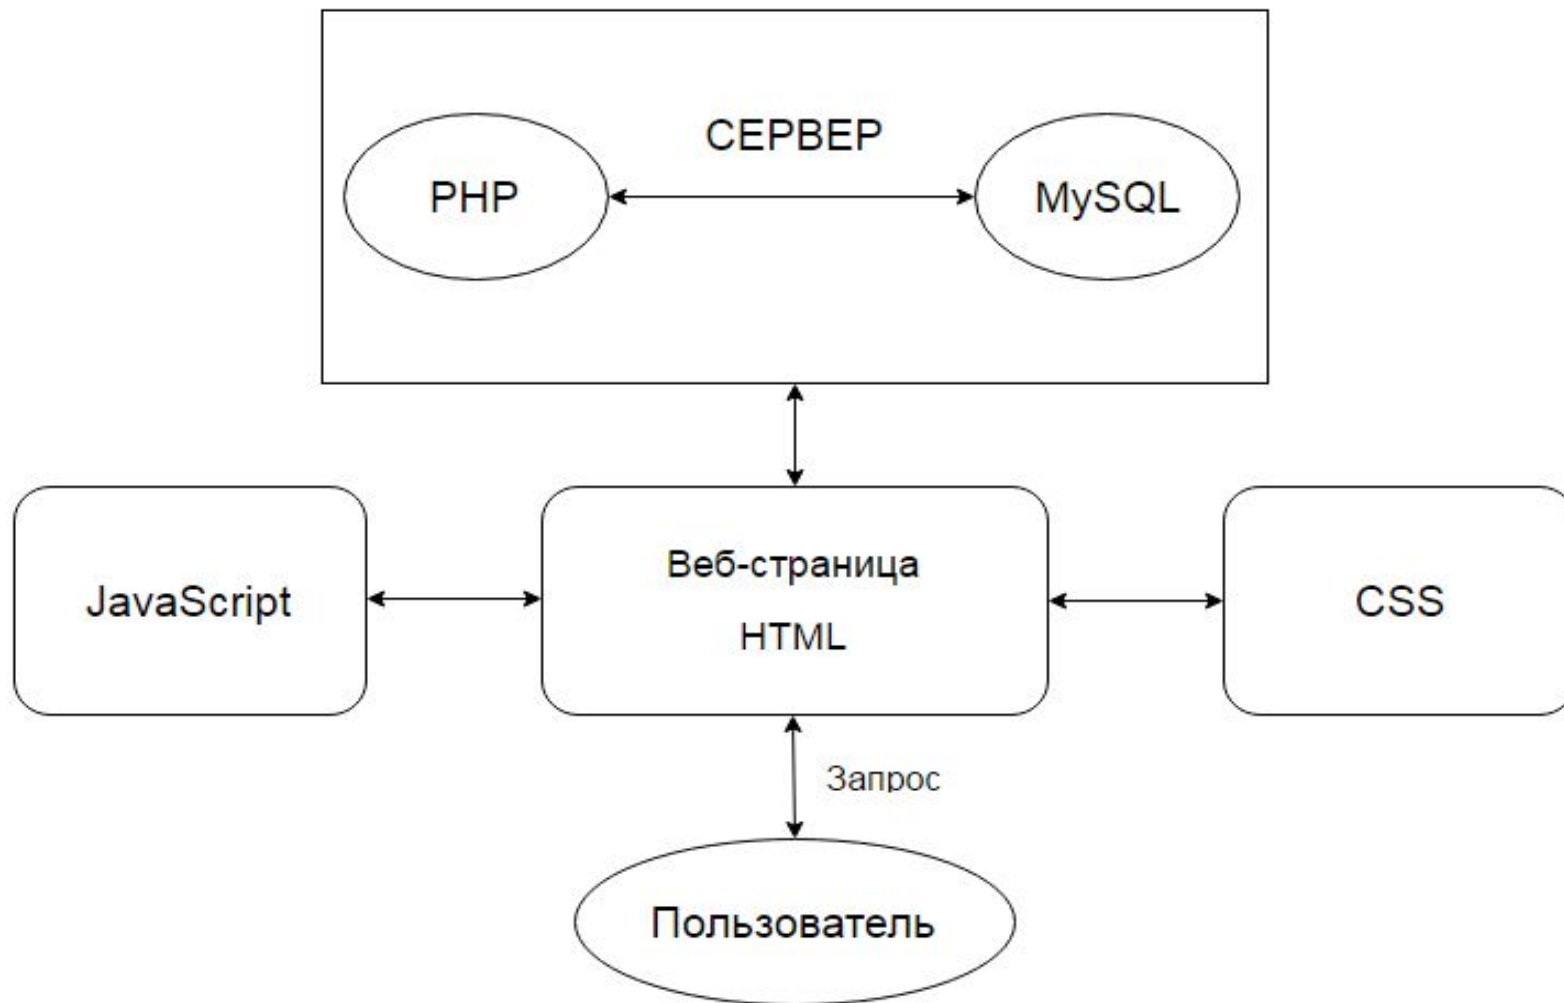 СЕРВЕР
PHP
MySQL
JavaScript
Веб-страница
HTML
CSS
Запрос
Пользователь